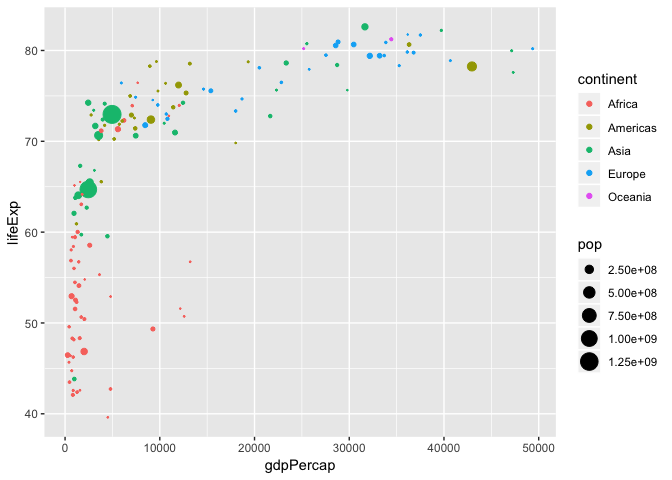 80
70
60
50
40
lifeExp
0 10000 20000 30000 40000 50000
gdpPercap
continent
Africa
Americas
Asia
Europe
Oceania
pop
2.50e+08
5.00e+08
7.50e+08
1.00e+09
1.25e+09